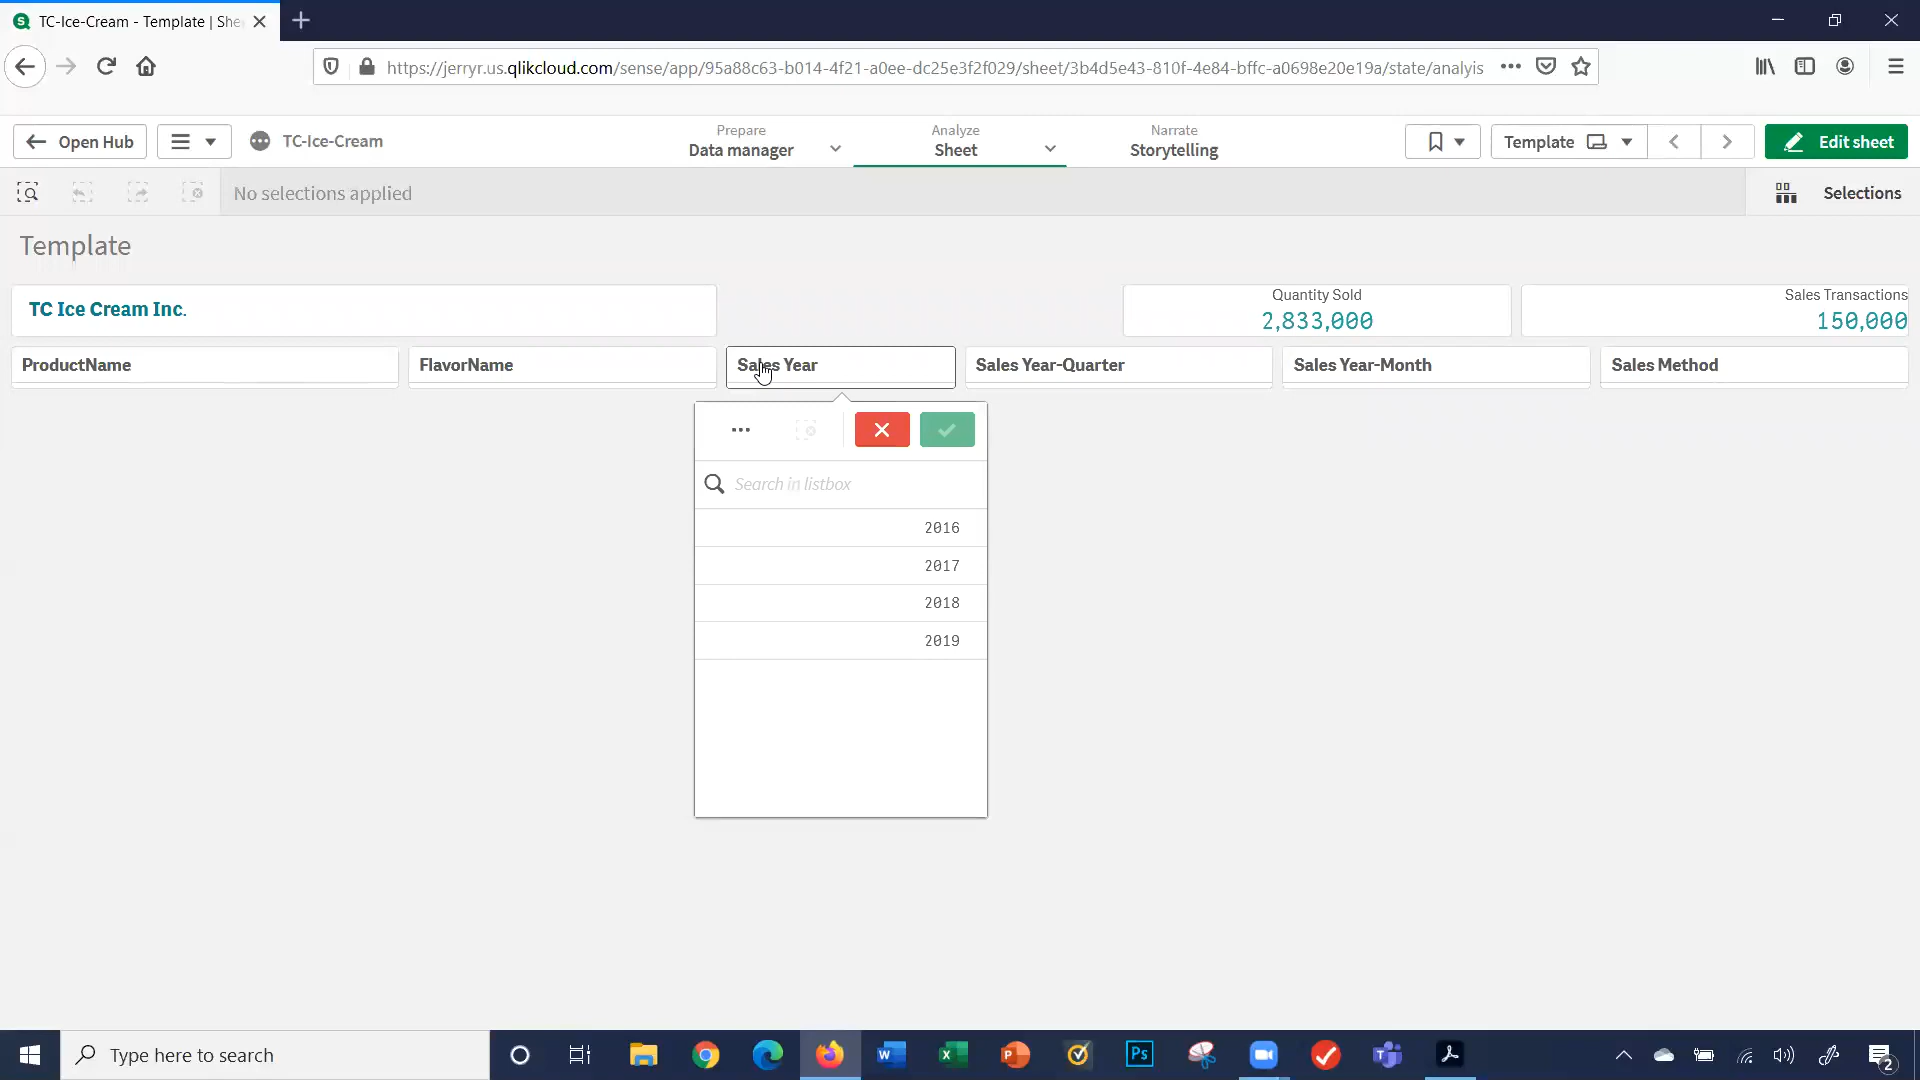 TC-Ice-Cream - Template | She
https://jerryr.us.qlikcloud.com/sense/app/95a88c63-b014-4f21-a0ee-dc25e3f2f029/sheet/3b4d5e43-810f-4e84-bffc-a0698e20e19a/state/analyis
Open Hub
TC-Ice-Cream
Prepare
Data manager
Analyze
Sheet
Narrate
Storytelling
Template
Edit sheet
No selections applied
Selections
Template
TC Ice Cream Inc.
Quantity Sold
2,833,000
Sales Transactions
150,000
ProductName
FlavorName
Sales Year
Sales Year-Quarter
Sales Year-Month
Sales Method
Search in listbox
2016
2017
2018
2019
Type here to search
2